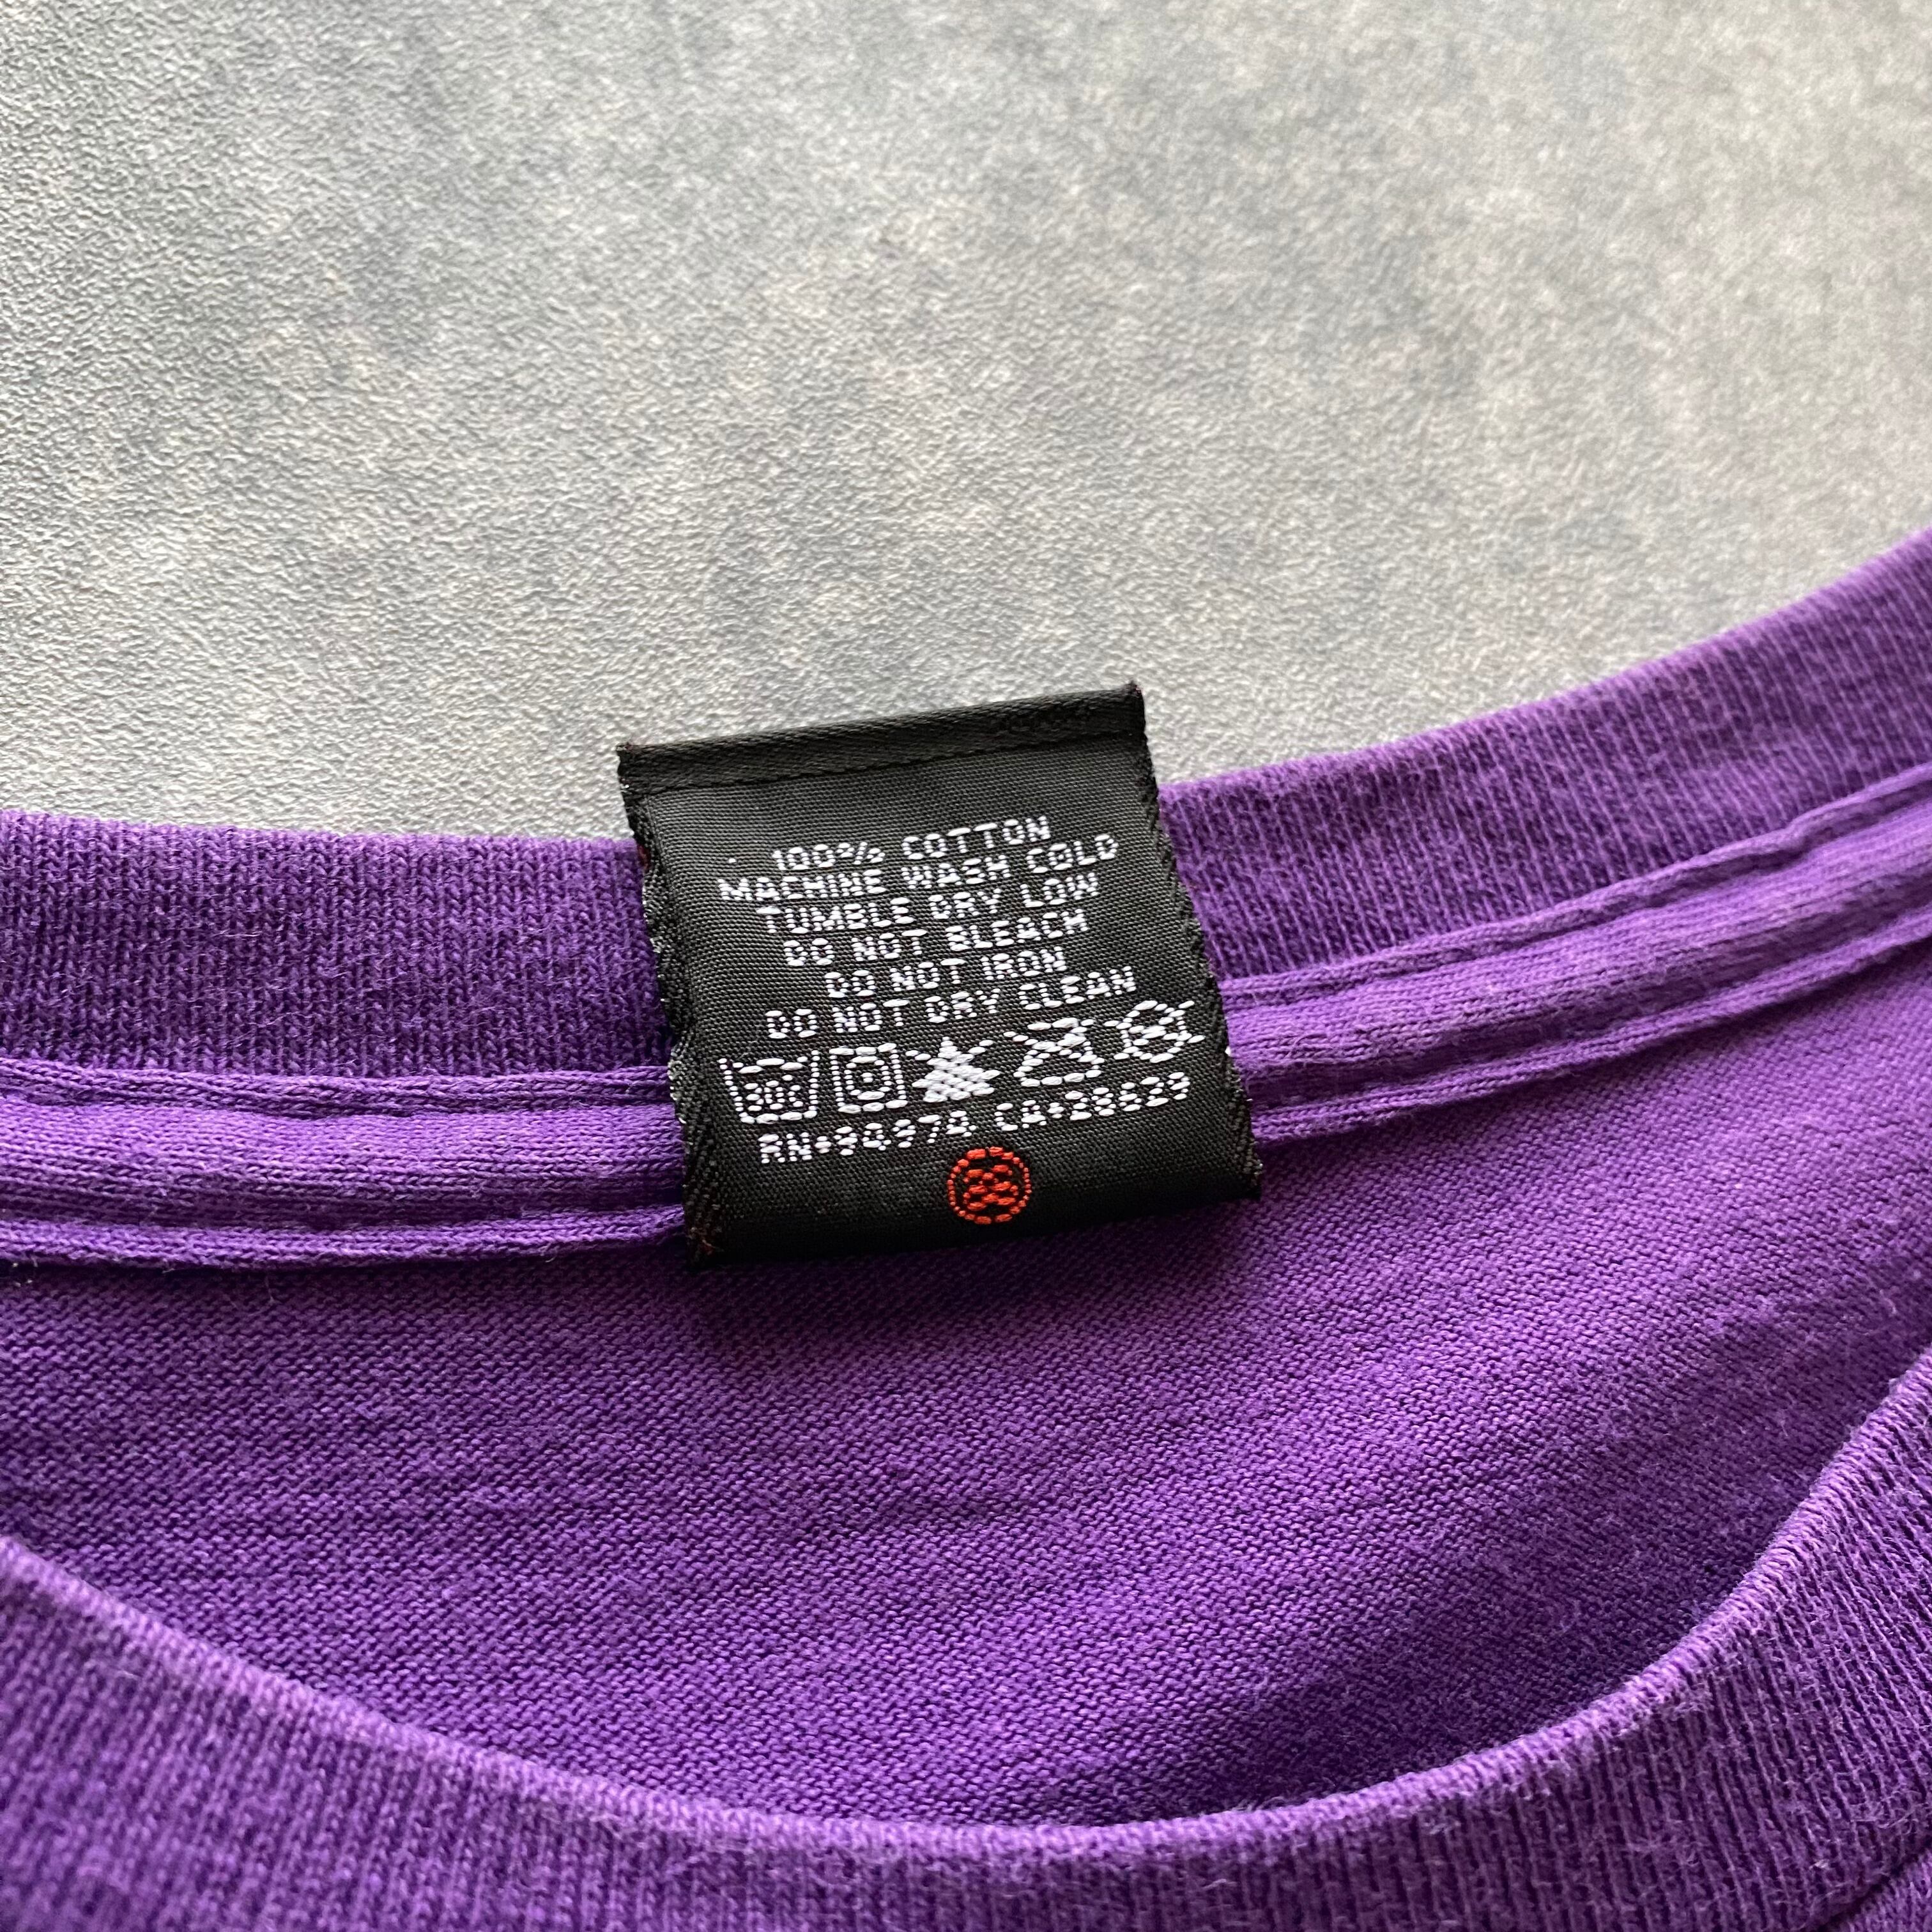 100% COTTON
MACHINE WASH COLD
TUMBLE DRY LOW
DO NOT BLEACH
DO NOT IRON
DO NOT DRY CLEAN
30c
RN•94974 CA•28629